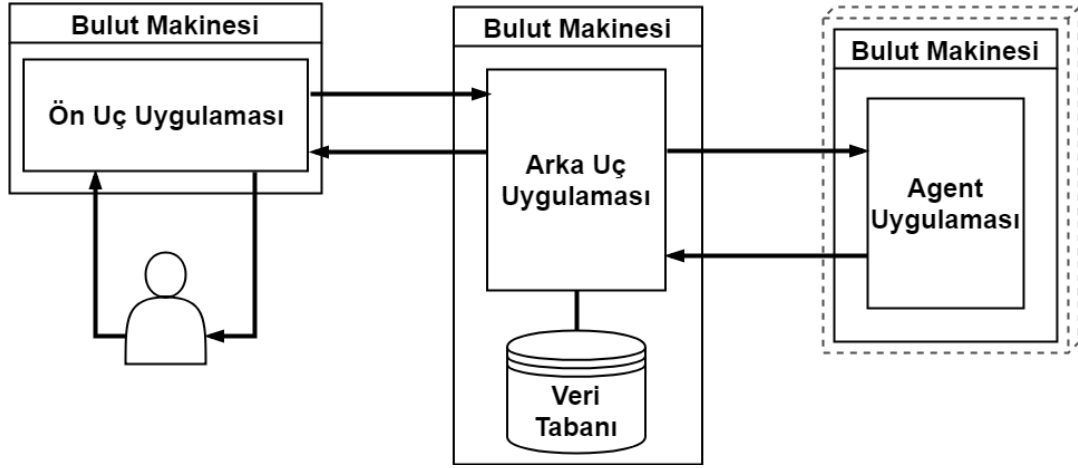 Bulut Makinesi
Ön Uç Uygulaması
Bulut Makinesi
Arka Uç
Uygulaması
Veri
Tabanı
Bulut Makinesi
Agent
Uygulaması